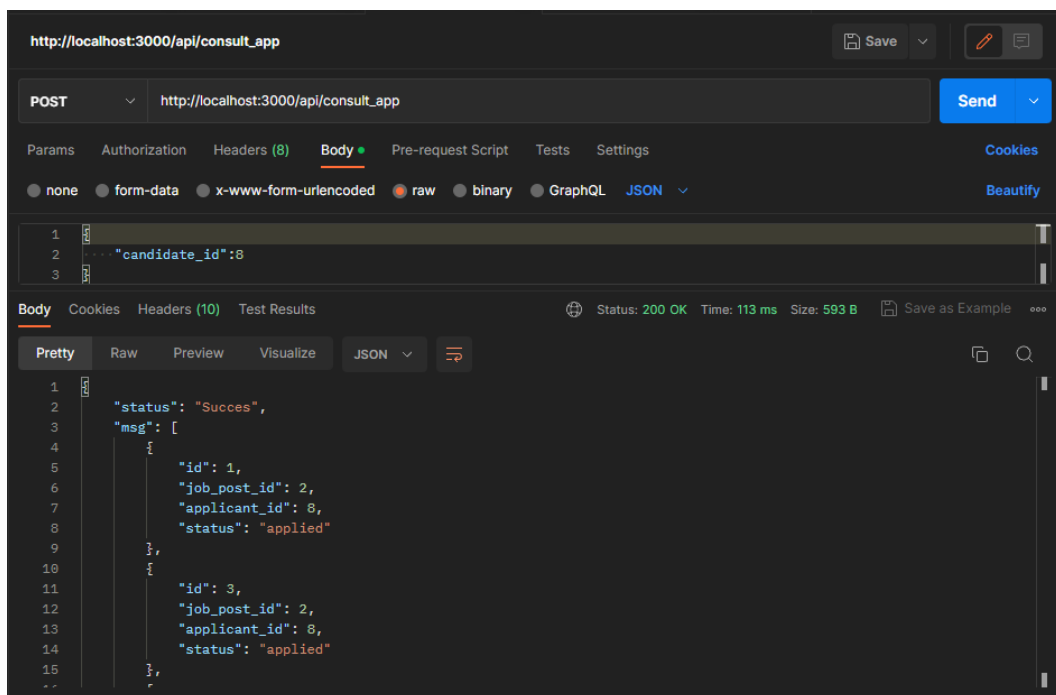 http://localhost:3000/api/consult_app Save
POST http://localhost:3000/api/consult_app Send
Params Authorization Headers (8) Body Pre-request Script Tests Settings Cookies
none form-data x-www-form-urlencoded raw binary GraphQL JSON Beautify
1 {
2 ····"candidate_id":8
3 }
Body Cookies Headers (10) Test Results Status: 200 OK Time: 113 ms Size: 593 B Save as Example
Pretty Raw Preview Visualize JSON
1 {
2 "status": "Succes",
3 "msg": [
4 {
5 "id": 1,
6 "job_post_id": 2,
7 "applicant_id": 8,
8 "status": "applied"
9 },
10 {
11 "id": 3,
12 "job_post_id": 2,
13 "applicant_id": 8,
14 "status": "applied"
15 },